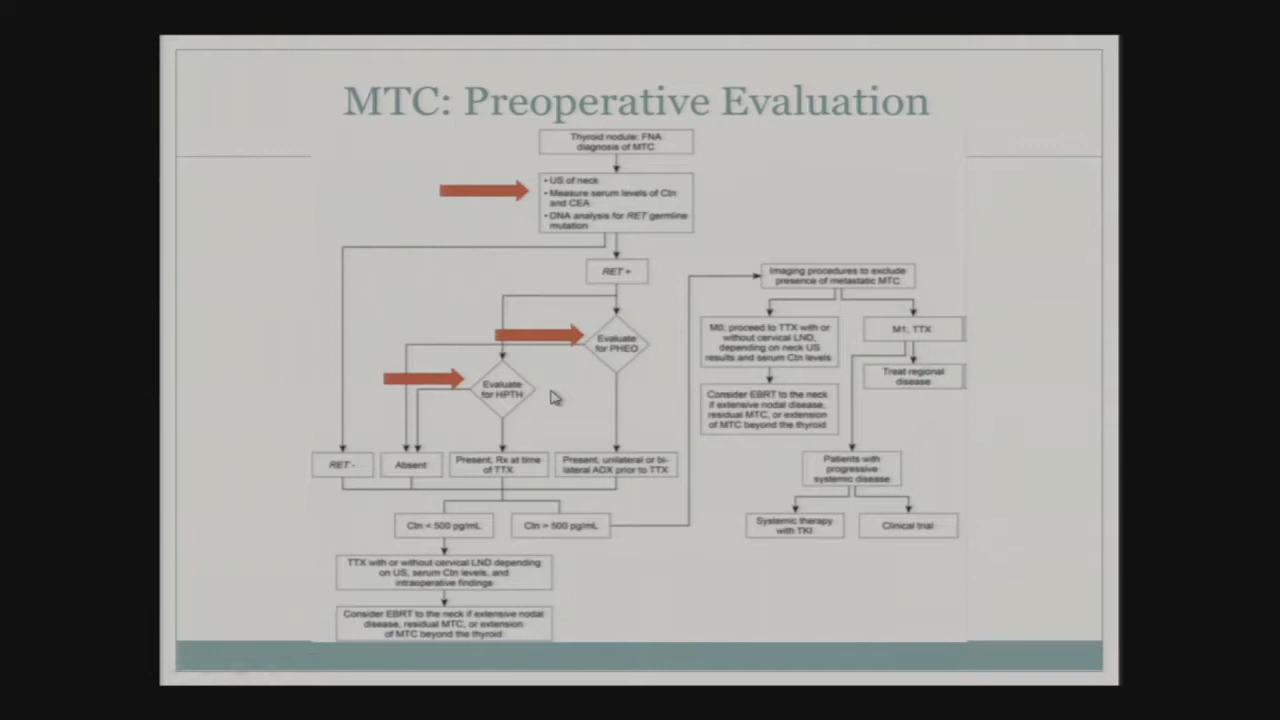 MTC: Preoperative Evaluation
Thyroid nodule: FNA
diagnosis of MTC
• US of neck
• Measure serum levels of Ctn
and CEA
• DNA analysis for RET germline
mutation
RET +
Evaluate
for PHEO
Evaluate
for HPTH
RET -
Absent
Present, Rx at time
of TTX
Present, unilateral or bi-
lateral ADX prior to TTX
Ctn < 500 pg/mL
Ctn > 500 pg/mL
TTX with or without cervical LND depending
on US, serum Ctn levels, and
intraoperative findings
Consider EBRT to the neck if extensive nodal
disease, residual MTC, or extension
of MTC beyond the thyroid
Imaging procedures to exclude
presence of metastatic MTC
M0, proceed to TTX with or
without cervical LND,
depending on neck US
results and serum Ctn levels
Consider EBRT to the neck
if extensive nodal disease,
residual MTC, or extension
of MTC beyond the thyroid
M1, TTX
Treat regional
disease
Patients with
progressive
systemic disease
Systemic therapy
with TKI
Clinical trial